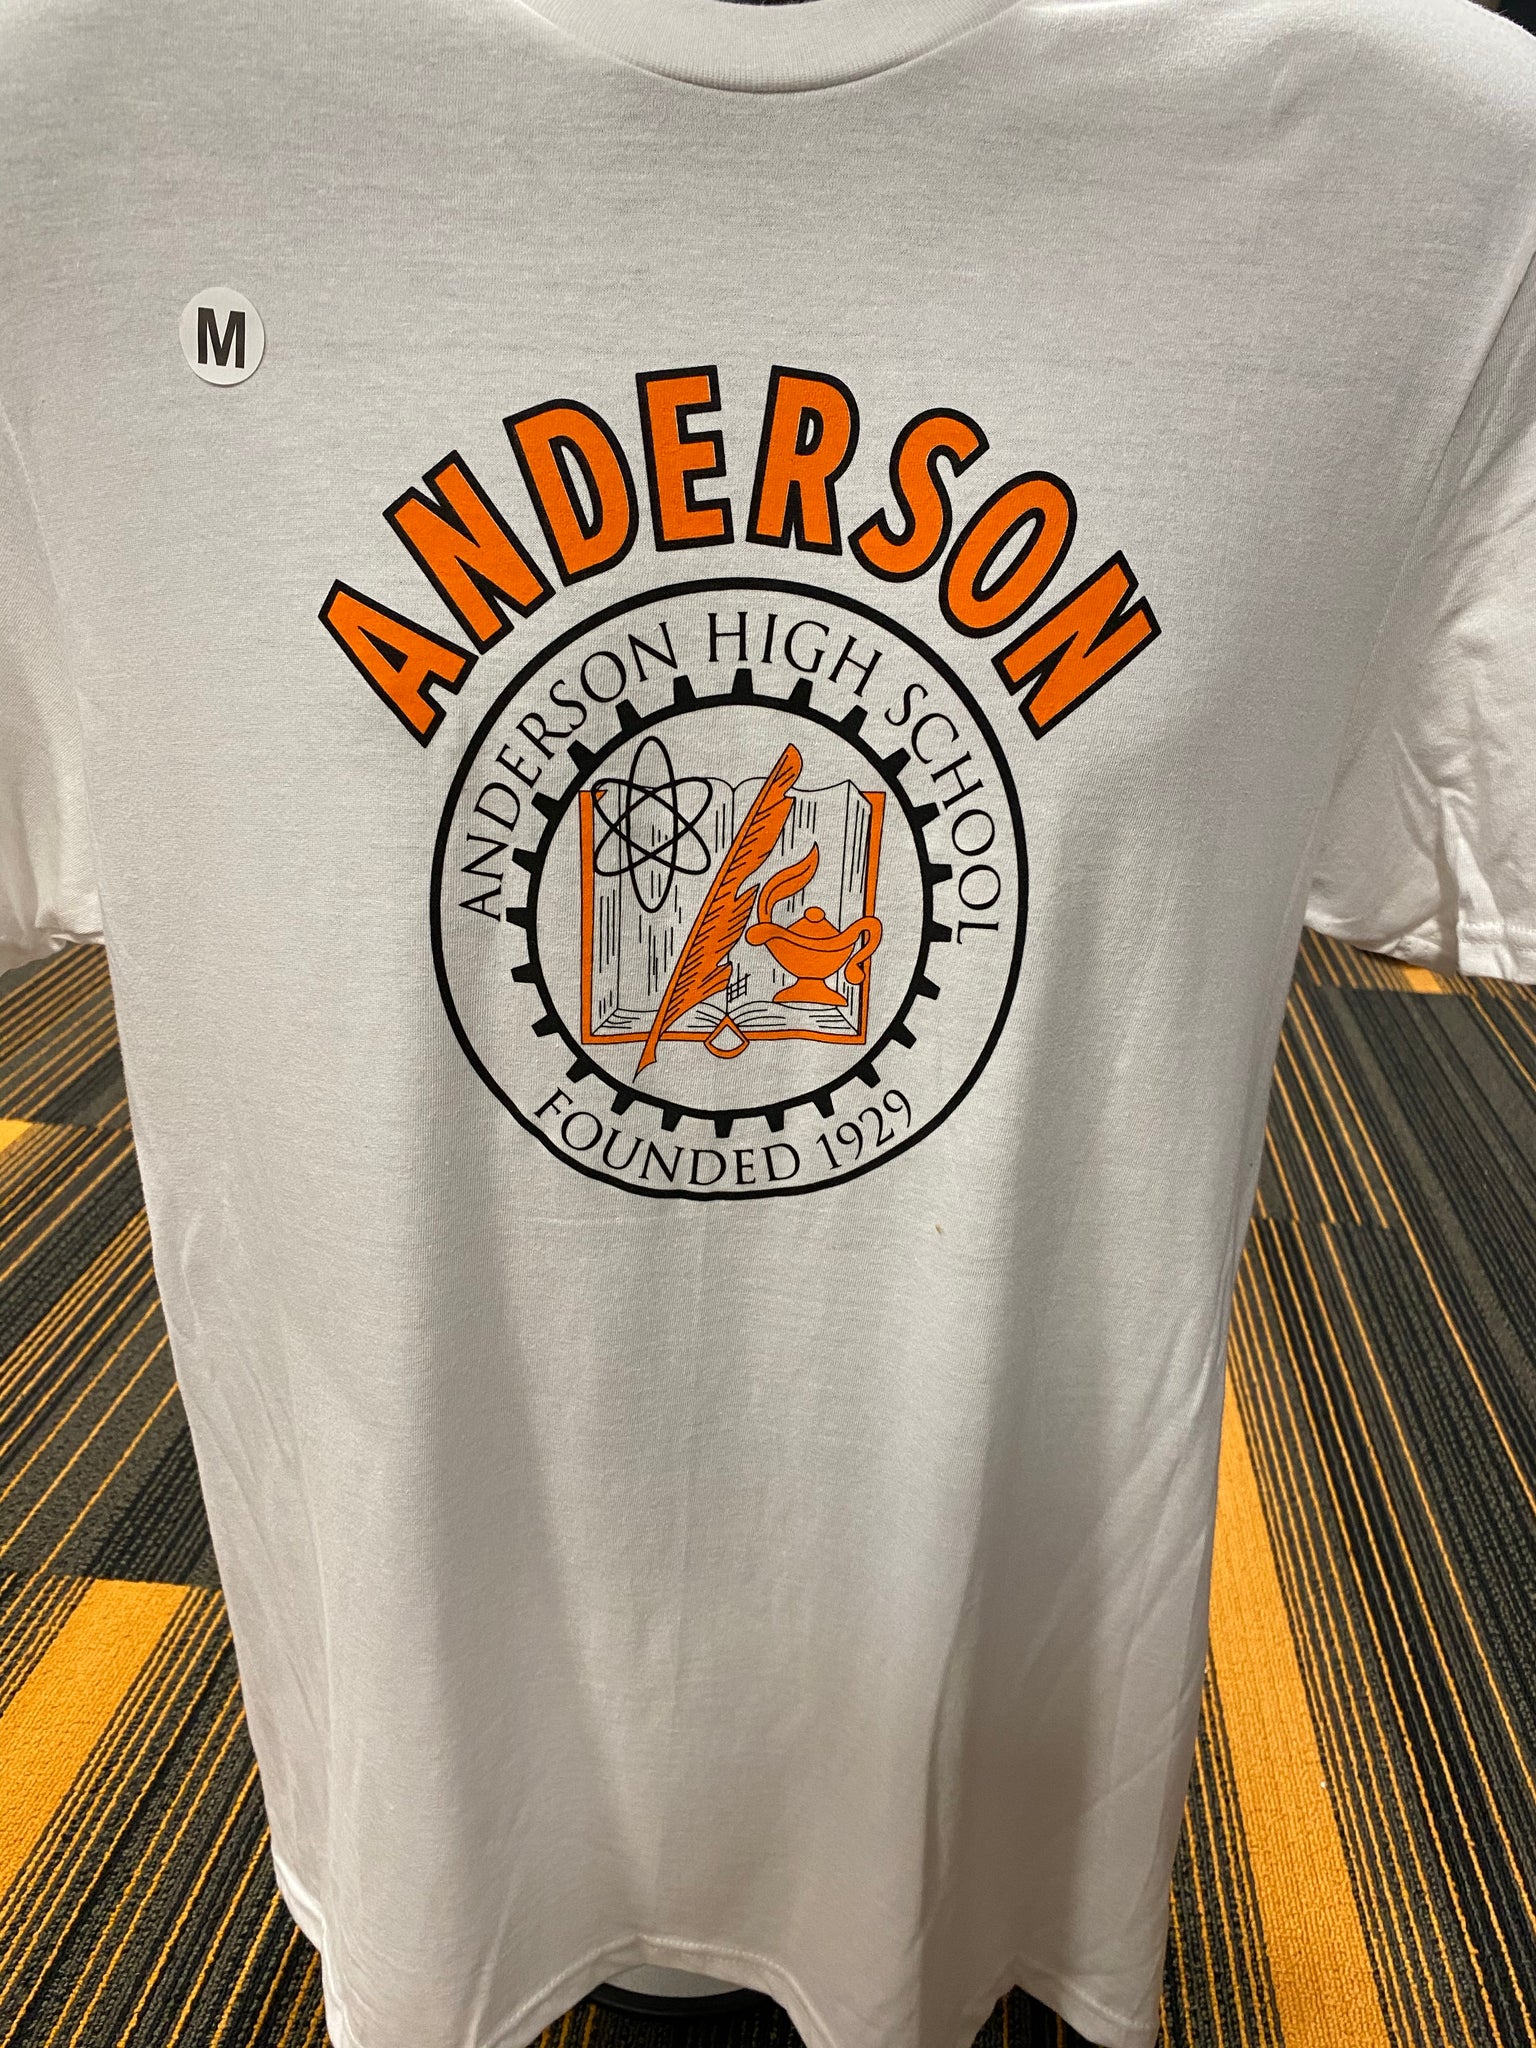 M
ANDERSON
ANDERSON HIGH SCHOOL
FOUNDED 1929